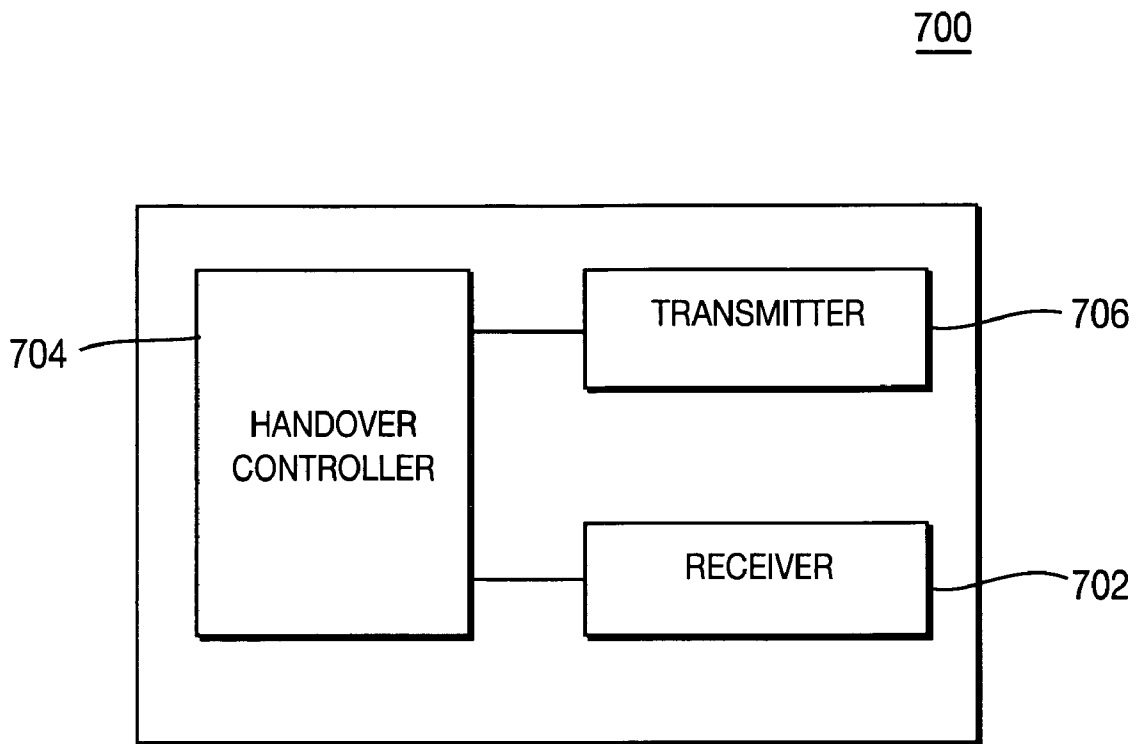 700
TRANSMITTER
706
704
HANDOVER
CONTROLLER
RECEIVER
702